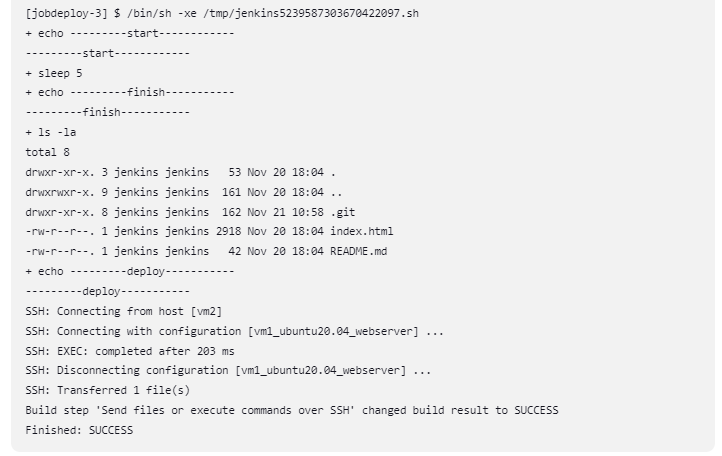 [jobdeploy-3] $ /bin/sh -xe /tmp/jenkins5239587303670422097.sh
+ echo ---------start------------
---------start------------
+ sleep 5
+ echo ---------finish-----------
---------finish-----------
+ ls -la
total 8
drwxr-xr-x. 3 jenkins jenkins   53 Nov 20 18:04 .
drwxrwxr-x. 9 jenkins jenkins  161 Nov 20 18:04 ..
drwxr-xr-x. 8 jenkins jenkins  162 Nov 21 10:58 .git
-rw-r--r--. 1 jenkins jenkins 2918 Nov 20 18:04 index.html
-rw-r--r--. 1 jenkins jenkins   42 Nov 20 18:04 README.md
+ echo ---------deploy-----------
---------deploy-----------
SSH: Connecting from host [vm2]
SSH: Connecting with configuration [vm1_ubuntu20.04_webserver] ...
SSH: EXEC: completed after 203 ms
SSH: Disconnecting configuration [vm1_ubuntu20.04_webserver] ...
SSH: Transferred 1 file(s)
Build step 'Send files or execute commands over SSH' changed build result to SUCCESS
Finished: SUCCESS